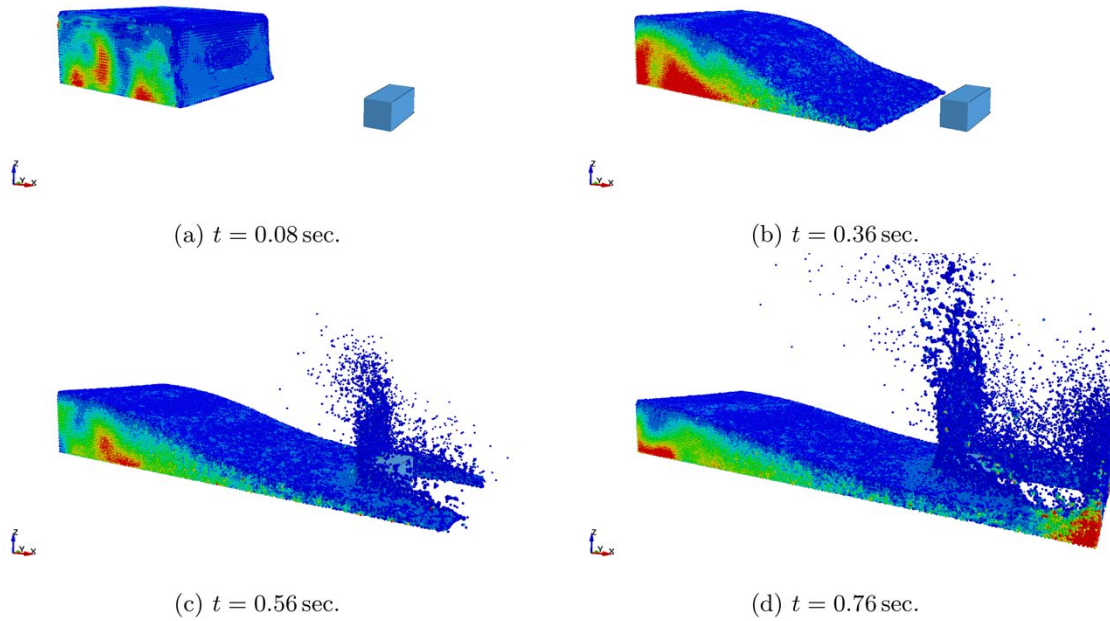 Z
Y X
Z
Y X
(a) t = 0.08 sec.
(b) t = 0.36 sec.
Z
Y X
Z
Y X
(c) t = 0.56 sec.
(d) t = 0.76 sec.